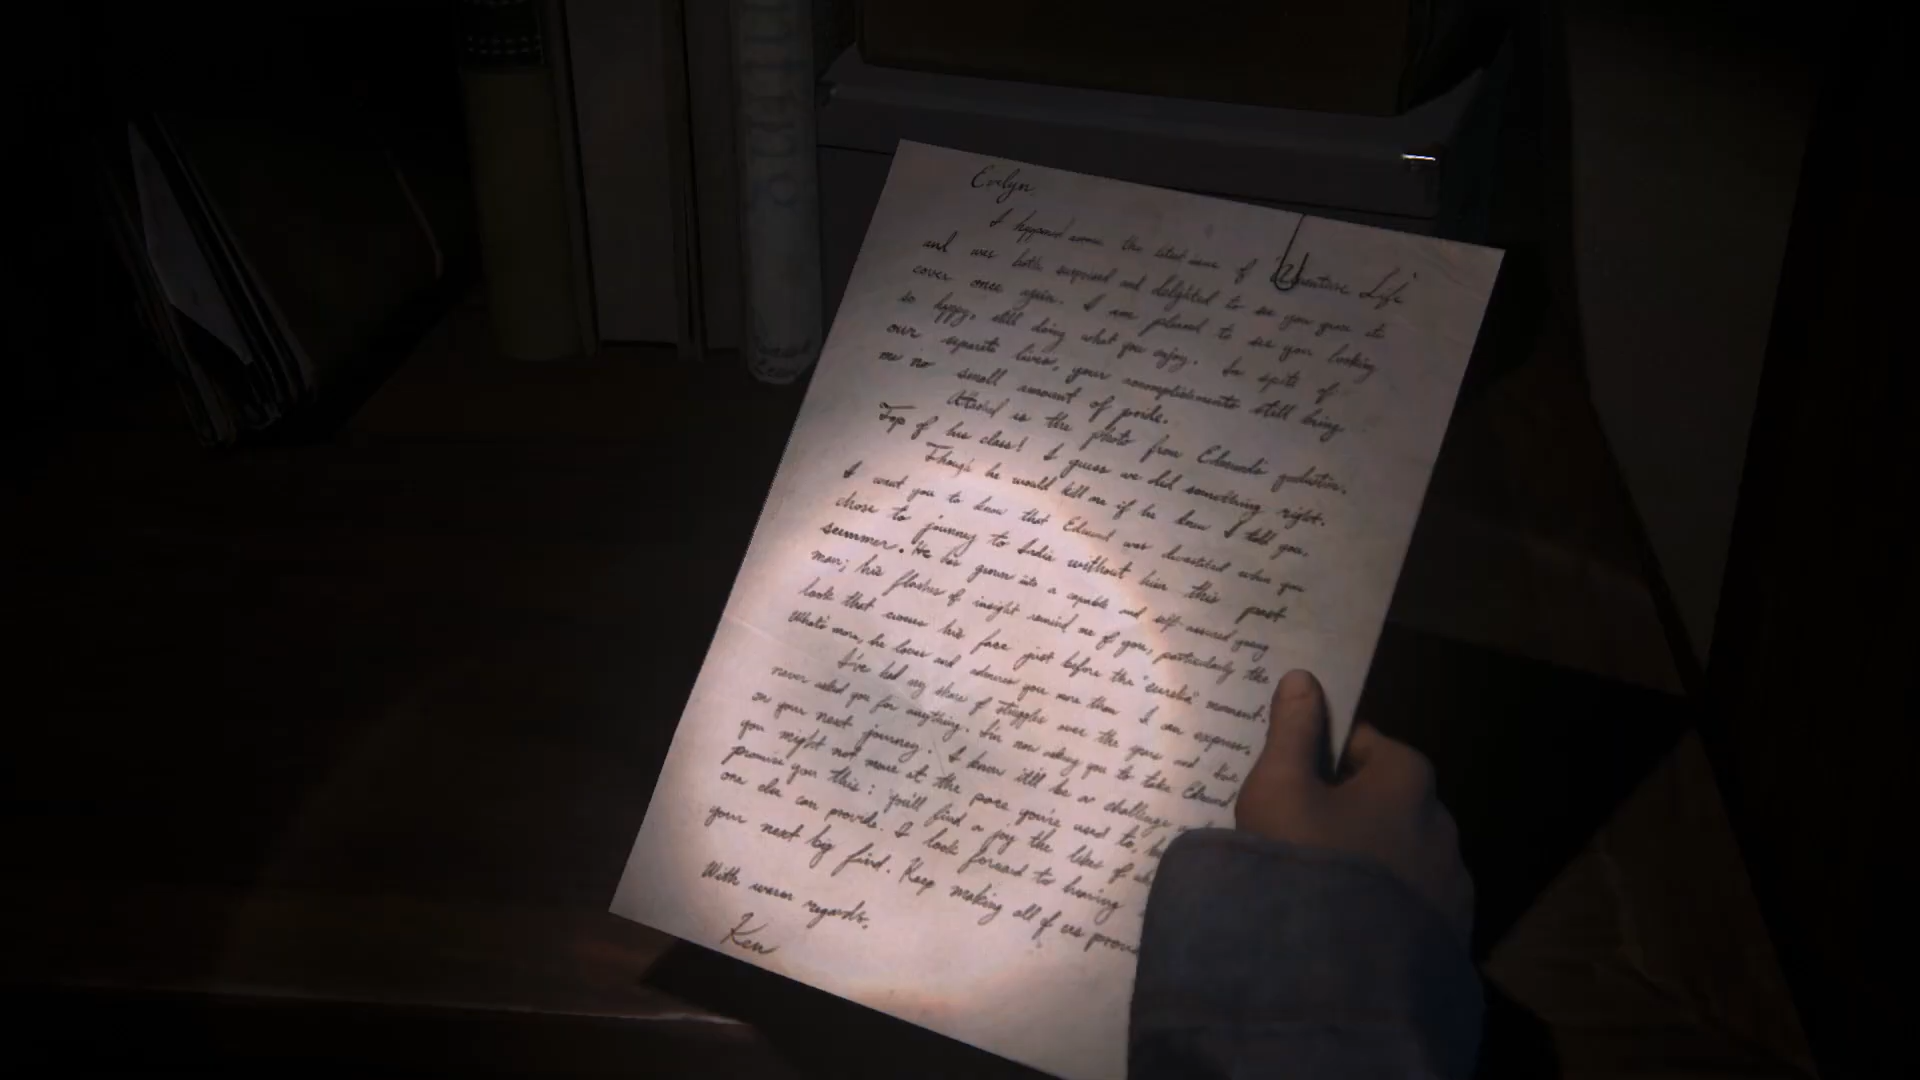 Evelyn
I happened across the latest issue of "Adventure Life"
and was both surprised and delighted to see you grace its
cover once again. I am pleased to see you looking
so happy, still doing what you enjoy. In spite of
our separate lives, your accomplishments still bring
me no small amount of pride.
Attached is the photo from Edmund's graduation.
Top of his class! I guess we did something right.
Though he would kill me if he knew I told you,
I want you to know that Edmund was devastated when you
chose to journey to India without him this past
summer. He has grown into a capable and self-assured young
man; his flashes of insight remind me of you, particularly the
look that crosses his face just before the "eureka" moment.
What's more, he loves and admires you more than I can express.
I've had my share of struggles over the years and have
never asked you for anything. I'm now asking you to take Edmund
on your next journey. I know it'll be a challenge
you might not move at the pace you're used to,
promise you this: you'll find a joy the likes of
one else can provide. I look forward to hearing
your next big find. Keep making all of us proud
With warm regards,
Ken